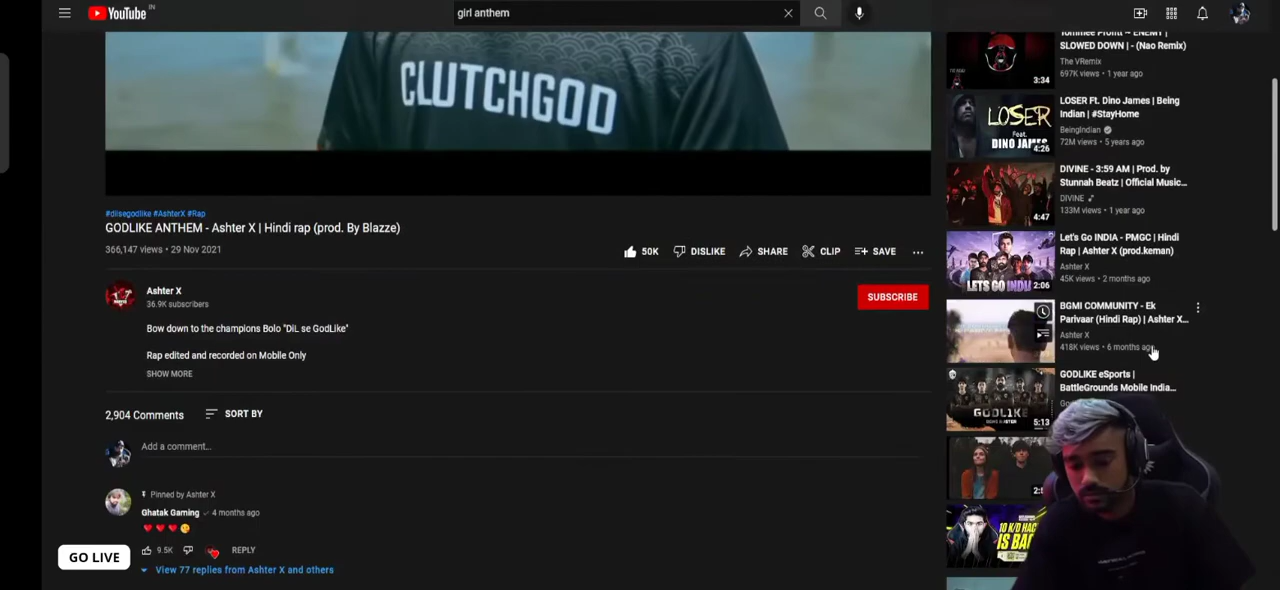 YouTube IN
girl anthem
CLUTCHGOD
#dilsegodlike #AshterX #Rap
GODLIKE ANTHEM - Ashter X | Hindi rap (prod. By Blazze)
366,147 views • 29 Nov 2021
50K
DISLIKE
SHARE
CLIP
SAVE
Ashter X
36.9K subscribers
SUBSCRIBE
Bow down to the champions Bolo "DiL se GodLike"
Rap edited and recorded on Mobile Only
SHOW MORE
2,904 Comments
SORT BY
Add a comment...
Pinned by Ashter X
Ghatak Gaming
4 months ago
9.5K
REPLY
View 77 replies from Ashter X and others
GO LIVE
Tommee Profitt ~ ENEMY |
SLOWED DOWN | - (Nao Remix)
The VRemix
697K views • 1 year ago
3:34
LOSER Ft. Dino James | Being
Indian | #StayHome
BeingIndian
72M views • 5 years ago
LOSER
Feat.
DINO JAMES
4:26
DIVINE - 3:59 AM | Prod. by
Stunnah Beatz | Official Music...
DIVINE
133M views • 1 year ago
4:47
Let's Go INDIA - PMGC | Hindi
Rap | Ashter X (prod.keman)
Ashter X
45K views • 2 months ago
LETS GO INDIA
2:06
BGMI COMMUNITY - Ek
Parivaar (Hindi Rap) | Ashter X...
Ashter X
418K views • 6 months ago
GODLIKE eSports |
BattleGrounds Mobile India...
GODLIKE
5:13
10 K/D HAC
IS BA